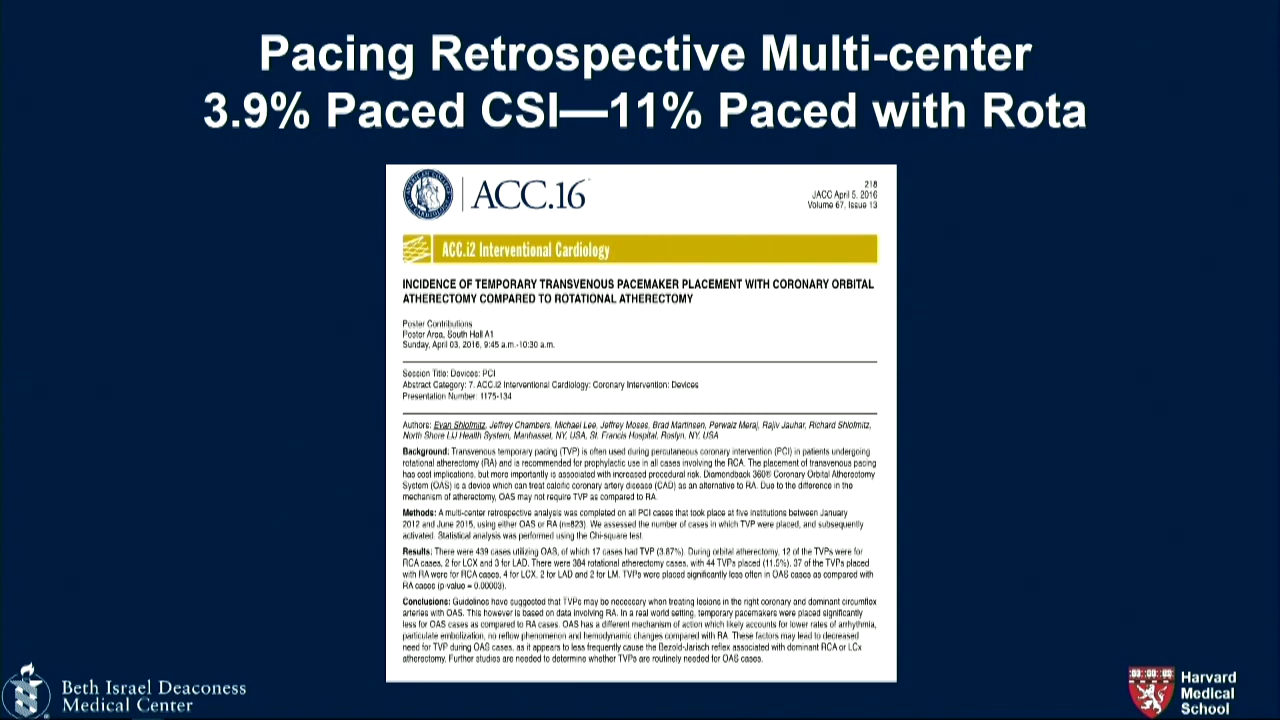 Pacing Retrospective Multi-center
3.9% Paced CSI—11% Paced with Rota
ACC.16
218
JACC April 5, 2016
Volume 67, Issue 13
ACC.i2 Interventional Cardiology
INCIDENCE OF TEMPORARY TRANSVENOUS PACEMAKER PLACEMENT WITH CORONARY ORBITAL
ATHERECTOMY COMPARED TO ROTATIONAL ATHERECTOMY
Poster Contributions
Poster Area, South Hall A1
Sunday, April 03, 2016, 9:45 a.m.-10:30 a.m.
Session Title: Devices: PCI
Abstract Category: 7. ACC.i2 Interventional Cardiology: Coronary Intervention: Devices
Presentation Number: 1175-134
Authors: Evan Shlofmitz, Jeffrey Chambers, Michael Lee, Jeffrey Moses, Brad Martinsen, Perwaiz Meraj, Rajiv Jauhar, Richard Shlofmitz,
North Shore LIJ Health System, Manhasset, NY, USA, St. Francis Hospital, Roslyn, NY, USA
Background: Transvenous temporary pacing (TVP) is often used during percutaneous coronary intervention (PCI) in patients undergoing
rotational atherectomy (RA) and is recommended for prophylactic use in all cases involving the RCA. The placement of transvenous pacing
has cost implications, but more importantly is associated with increased procedural risk. Diamondback 360® Coronary Orbital Atherectomy
System (OAS) is a device which can treat calcific coronary artery disease (CAD) as an alternative to RA. Due to the difference in the
mechanism of atherectomy, OAS may not require TVP as compared to RA.
Methods: A multi-center retrospective analysis was completed on all PCI cases that took place at five institutions between January
2012 and June 2015, using either OAS or RA (n=823). We assessed the number of cases in which TVP were placed, and subsequently
activated. Statistical analysis was performed using the Chi-square test.
Results: There were 439 cases utilizing OAS, of which 17 cases had TVP (3.87%). During orbital atherectomy, 12 of the TVPs were for
RCA cases, 2 for LCX and 3 for LAD. There were 384 rotational atherectomy cases, with 44 TVPs placed (11.5%). 37 of the TVPs placed
with RA were for RCA cases, 4 for LCX, 2 for LAD and 2 for LM. TVPs were placed significantly less often in OAS cases as compared with
RA cases (p-value = 0.00003).
Conclusions: Guidelines have suggested that TVPs may be necessary when treating lesions in the right coronary and dominant circumflex
arteries with OAS. This however is based on data involving RA. In a real world setting, temporary pacemakers were placed significantly
less for OAS cases as compared to RA cases. OAS has a different mechanism of action which likely accounts for lower rates of arrhythmia,
particulate embolization, no reflow phenomenon and hemodynamic changes compared with RA. These factors may lead to decreased
need for TVP during OAS cases, as it appears to less frequently cause the Bezold-Jarisch reflex associated with dominant RCA or LCx
atherectomy. Further studies are needed to determine whether TVPs are routinely needed for OAS cases.
Beth Israel Deaconess
Medical Center
Harvard
Medical
School